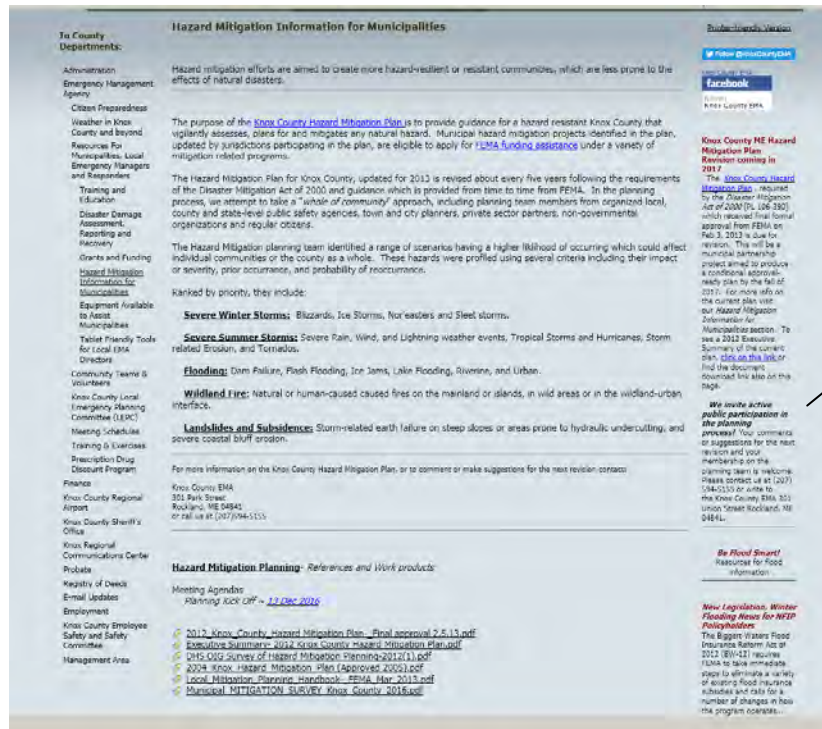 To County
Departments:
Administration
Emergency Management
Agency
Citizen Preparedness
Weather in Knox
County and beyond
Resources For
Municipalities, Local
Emergency Managers
and Responders
Training and
Education
Disaster Damage
Assessment,
Reporting and
Recovery
Grants and Funding
Hazard Mitigation
Information for
Municipalities
Equipment Available
to Assist
Municipalities
Tablet Friendly Tools
for Local EMA
Directors
Community Teams &
Volunteers
Knox County Local
Emergency Planning
Committee (LEPC)
Meeting Schedules
Training & Exercises
Prescription Drug
Discount Program
Finance
Knox County Regional
Airport
Knox County Sheriff's
Office
Knox Regional
Communications Center
Probate
Registry of Deeds
E-mail Updates
Employment
Knox County Employee
Safety and Safety
Committee
Management Area
Hazard Mitigation Information for Municipalities
Hazard mitigation efforts are aimed to create more hazard-resilient or resistant communities, which are less prone to the
effects of natural disasters.
The purpose of the Knox County Hazard Mitigation Plan is to provide guidance for a hazard resistant Knox County that
vigilantly assesses, plans for and mitigates any natural hazard. Municipal hazard mitigation projects identified in the plan,
updated by jurisdictions participating in the plan, are eligible to apply for FEMA funding assistance under a variety of
mitigation related programs.
The Hazard Mitigation Plan for Knox County, updated for 2013 is revised about every five years following the requirements
of the Disaster Mitigation Act of 2000 and guidance which is provided from time to time from FEMA. In the planning
process, we attempt to take a "whole of community" approach, including planning team members from organized local,
county and state-level public safety agencies, town and city planners, private sector partners, non-governmental
organizations and regular citizens.
The Hazard Mitigation planning team identified a range of scenarios having a higher liklihood of occurring which could affect
individual communities or the county as a whole. These hazards were profiled using several criteria including their impact
or severity, prior occurrance, and probability of reoccurrance.
Ranked by priority, they include:
Severe Winter Storms: Blizzards, Ice Storms, Nor'easters and Sleet storms.
Severe Summer Storms: Severe Rain, Wind, and Lightning weather events, Tropical Storms and Hurricanes, Storm
related Erosion, and Tornados.
Flooding: Dam Failure, Flash Flooding, Ice Jams, Lake Flooding, Riverine, and Urban.
Wildland Fire: Natural or human-caused caused fires on the mainland or islands, in wild areas or in the wildland-urban
interface.
Landslides and Subsidence: Storm-related earth failure on steep slopes or areas prone to hydraulic undercutting, and
severe coastal bluff erosion.
For more information on the Knox County Hazard Mitigation Plan, or to comment or make suggestions for the next revision contact:
Knox County EMA
301 Park Street
Rockland, ME 04841
or call us at (207)594-5155
Hazard Mitigation Planning- References and Work products
Meeting Agendas
Planning Kick Off ~ 13 Dec 2016
2012_Knox_County_Hazard Mitigation Plan-_Final approval 2.5.13.pdf
Executive Summary- 2012 Knox County Hazard Mitigation Plan.pdf
DHS OIG Survey of Hazard Mitigation Planning-2012(1).pdf
2004_Knox_Hazard_Mitigation_Plan (Approved 2005).pdf
Local_Mitigation_Planning_Handbook-_FEMA_Mar_2013.pdf
Municipal MITIGATION_SURVEY_Knox_County_2016.pdf
Printer-Friendly Version
Follow @KnoxCountyEMA
facebook
Knox County EMA
Knox County ME Hazard
Mitigation Plan
Revision coming in
2017
The Knox County Hazard
Mitigation Plan, required
by the Disaster Mitigation
Act of 2000 [PL 106-390]
which received final formal
approval from FEMA on
Feb 3, 2013 is due for
revision. This will be a
municipal partnership
project aimed to produce
a conditional approval-
ready plan by the fall of
2017. For more info on
the current plan visit
our Hazard Mitigation
Information for
Municipalities section. To
see a 2012 Executive
Summary of the current
plan, click on this link or
find the document
download link also on this
page.
We invite active
public participation in
the planning
process! Your comments
or suggestions for the next
revision and your
membership on the
planning team is welcome.
Please contact us at (207)
594-5155 or write to
the Knox County EMA 301
Union Street Rockland, ME
04841.
Be Flood Smart!
Resources for flood
information
New Legislation, Winter
Flooding News for NFIP
Policyholders
The Biggert-Waters Flood
Insurance Reform Act of
2012 (BW-12) requires
FEMA to take immediate
steps to eliminate a variety
of existing flood insurance
subsidies and calls for a
number of changes in how
the program operates...